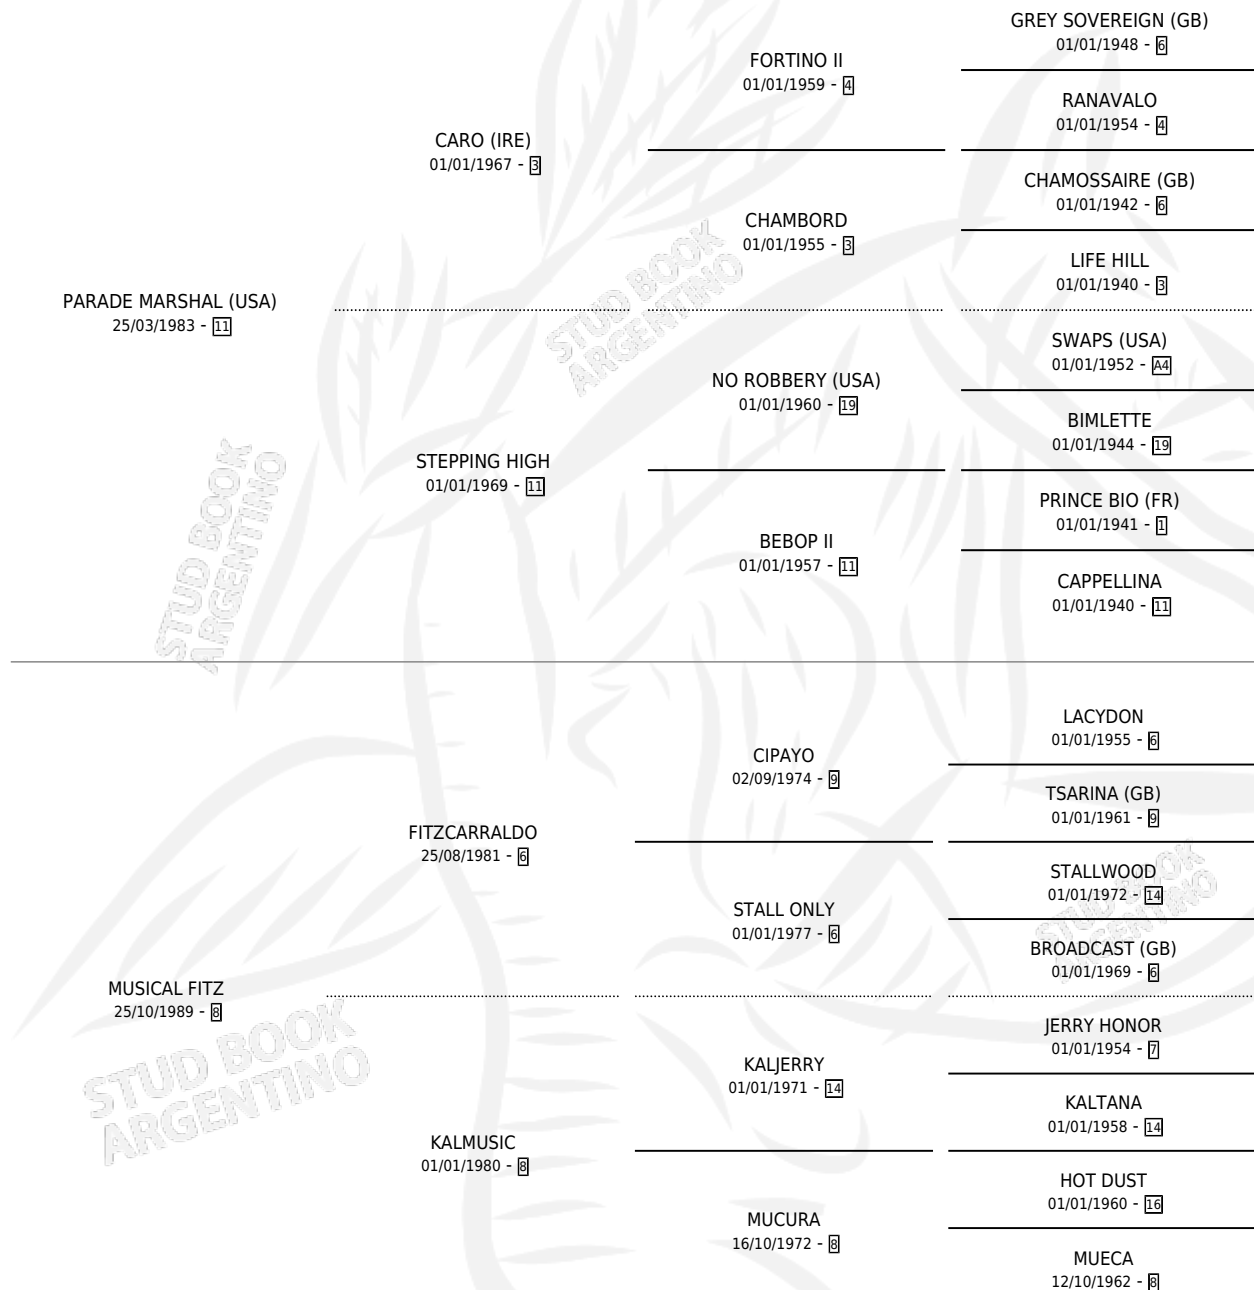 GREY SOVEREIGN (GB)
01/01/1948 - 6
FORTINO II
01/01/1959 - 4
RANAVALO
01/01/1954 - 4
CARO (IRE)
01/01/1967 - 3
CHAMOSSAIRE (GB)
01/01/1942 - 6
CHAMBORD
01/01/1955 - 3
LIFE HILL
01/01/1940 - 3
PARADE MARSHAL (USA)
25/03/1983 - 11
SWAPS (USA)
01/01/1952 - A4
NO ROBBERY (USA)
01/01/1960 - 19
BIMLETTE
01/01/1944 - 19
STEPPING HIGH
01/01/1969 - 11
PRINCE BIO (FR)
01/01/1941 - 1
BEBOP II
01/01/1957 - 11
CAPPELLINA
01/01/1940 - 11
STUD BOOK
ARGENTINO
STUD BOOK
ARGENTINO
LACYDON
01/01/1955 - 6
CIPAYO
02/09/1974 - 9
TSARINA (GB)
01/01/1961 - 9
FITZCARRALDO
25/08/1981 - 6
STALLWOOD
01/01/1972 - 14
STALL ONLY
01/01/1977 - 6
BROADCAST (GB)
01/01/1969 - 6
STUD BOOK
ARGENTINO
MUSICAL FITZ
25/10/1989 - 8
JERRY HONOR
01/01/1954 - 7
KALJERRY
01/01/1971 - 14
KALTANA
01/01/1958 - 14
STUD BOOK
ARGENTINO
KALMUSIC
01/01/1980 - 8
HOT DUST
01/01/1960 - 16
MUCURA
16/10/1972 - 8
MUECA
12/10/1962 - 8